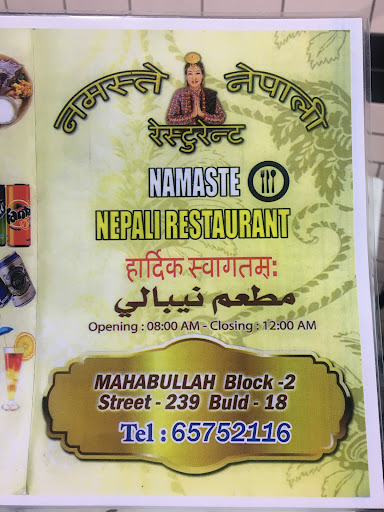 नमस्ते नेपाली
रेस्टुरेन्ट
NAMASTE
NEPALI RESTAURANT
हार्दिक स्वागतम:
مطعم نيبالي
Opening : 08:00 AM - Closing : 12:00 AM
MAHABULLAH Block -2
Street - 239 Buld - 18
Tel : 65752116